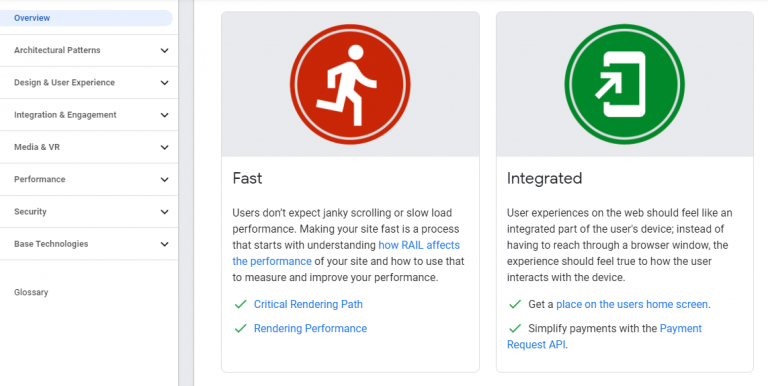 Overview
Architectural Patterns
Design & User Experience
Integration & Engagement
Media & VR
Performance
Security
Base Technologies
Glossary
Fast
Users don't expect janky scrolling or slow load
performance. Making your site fast is a process
that starts with understanding how RAIL affects
the performance of your site and how to use that
to measure and improve your performance.
Critical Rendering Path
Rendering Performance
Integrated
User experiences on the web should feel like an
integrated part of the user's device; instead of
having to reach through a browser window, the
experience should feel true to how the user
interacts with the device.
Get a place on the users home screen.
Simplify payments with the Payment
Request API.